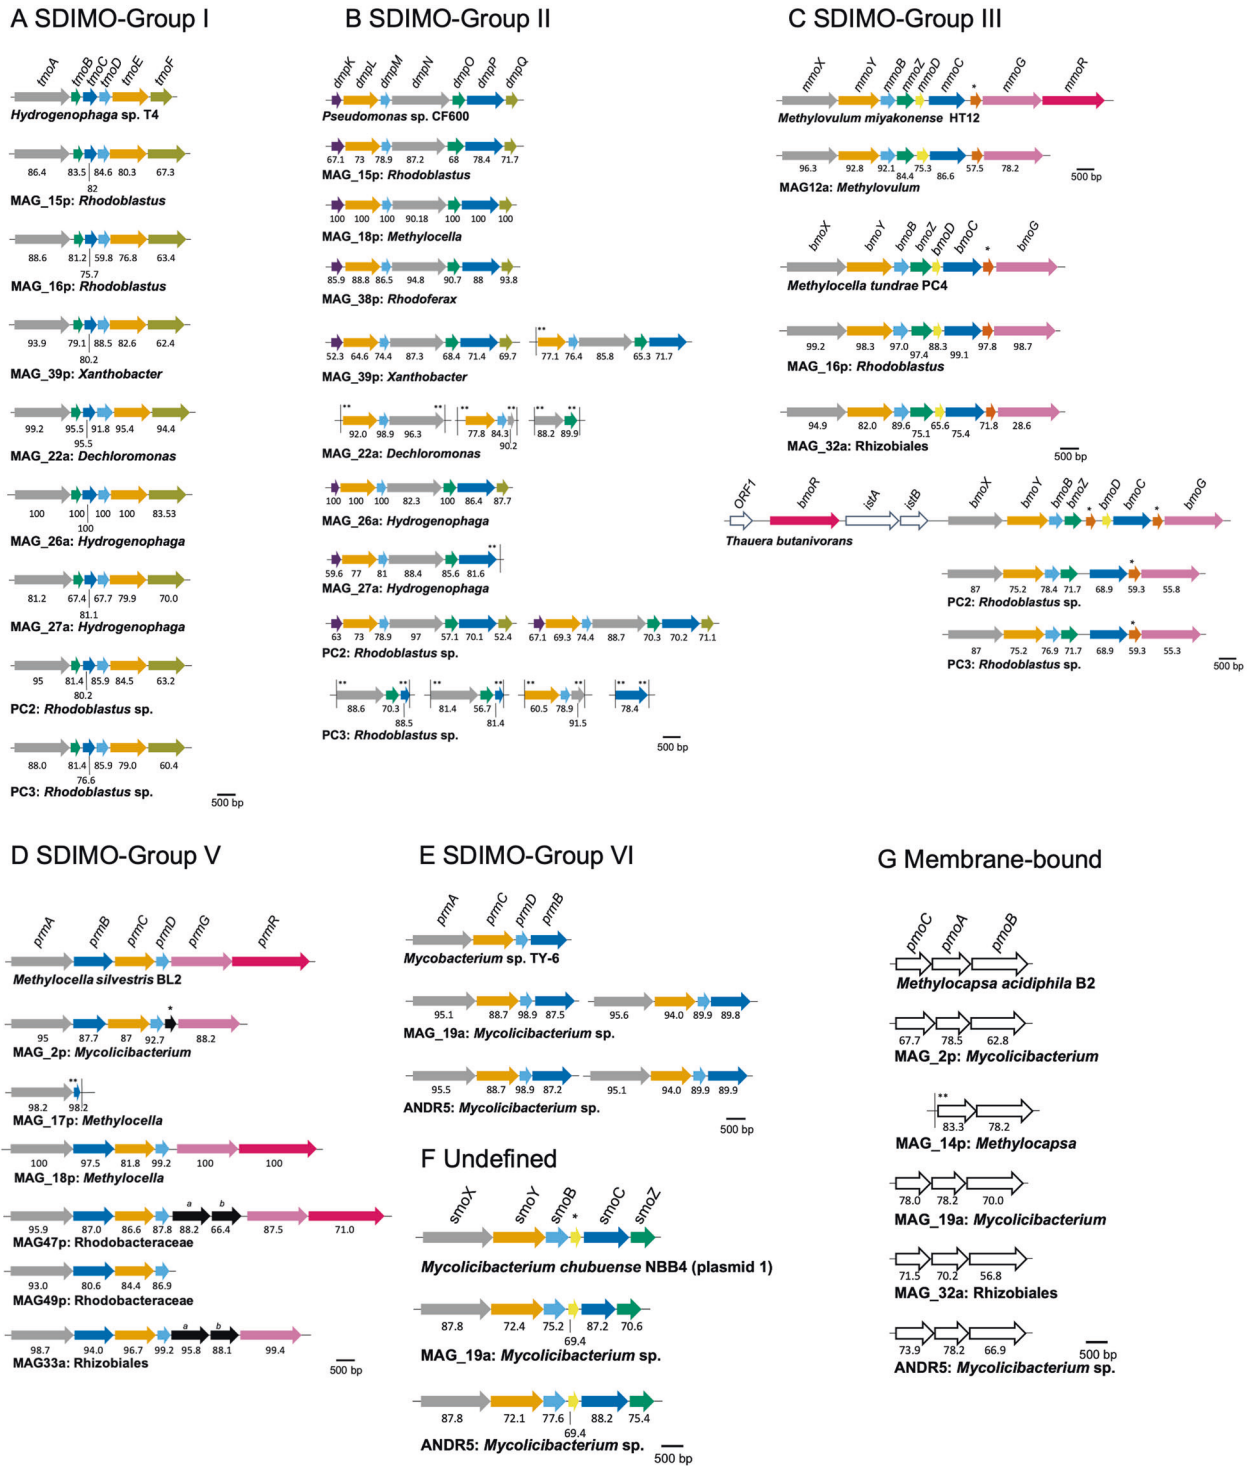 A SDIMO-Group I
tmoA tmoB tmoC tmoD tmoE tmoF
Hydrogenophaga sp. T4
86.4 83.5 84.6 80.3 67.3
82
MAG_15p: Rhodoblastus
88.6 81.2 59.8 76.8 63.4
75.7
MAG_16p: Rhodoblastus
93.9 79.1 88.5 82.6 62.4
80.2
MAG_39p: Xanthobacter
99.2 95.5 91.8 95.4 94.4
95.5
MAG_22a: Dechloromonas
100 100 100 100 83.53
100
MAG_26a: Hydrogenophaga
81.2 67.4 67.7 79.9 70.0
81.1
MAG_27a: Hydrogenophaga
95 81.4 85.9 84.5 63.2
80.2
PC2: Rhodoblastus sp.
88.0 81.4 85.9 79.0 60.4
76.6
PC3: Rhodoblastus sp.
500 bp
B SDIMO-Group II
dmpK dmpL dmpM dmpN dmpO dmpP dmpQ
Pseudomonas sp. CF600
67.1 73 78.9 87.2 68 78.4 71.7
MAG_15p: Rhodoblastus
100 100 100 90.18 100 100 100
MAG_18p: Methylocella
85.9 88.8 86.5 94.8 90.7 88 93.8
MAG_38p: Rhodoferax
**
52.3 64.6 74.4 87.3 68.4 71.4 69.7 77.1 76.4 85.8 65.3 71.7
MAG_39p: Xanthobacter
** ** ** ** ** **
92.0 98.9 96.3 77.8 84.3 88.2 89.9
90.2
MAG_22a: Dechloromonas
100 100 100 82.3 100 86.4 87.7
MAG_26a: Hydrogenophaga
**
59.6 77 81 88.4 85.6 81.6
MAG_27a: Hydrogenophaga
63 73 78.9 97 57.1 70.1 52.4 67.1 69.3 74.4 88.7 70.3 70.2 71.1
PC2: Rhodoblastus sp.
** ** ** ** ** ** ** **
88.6 70.3 81.4 56.7 60.5 78.9 78.4
88.5 81.4 91.5
PC3: Rhodoblastus sp.
500 bp
C SDIMO-Group III
mmoX mmoY mmoB mmoZ mmoD mmoC * mmoG mmoR
Methylovulum miyakonense HT12
96.3 92.8 92.1 84.4 75.3 86.6 57.5 78.2
MAG12a: Methylovulum
500 bp
bmoX bmoY bmoB bmoZ bmoD bmoC * bmoG
Methylocella tundrae PC4
99.2 98.3 97.0 97.4 88.3 99.1 97.8 98.7
MAG_16p: Rhodoblastus
94.9 82.0 89.6 75.1 65.6 75.4 71.8 28.6
MAG_32a: Rhizobiales
500 bp
ORF1 bmoR istA istB bmoX bmoY bmoB bmoZ * bmoD bmoC * bmoG
Thauera butanivorans
*
87 75.2 78.4 71.7 68.9 59.3 55.8
PC2: Rhodoblastus sp.
*
87 75.2 76.9 71.7 68.9 59.3 55.3
PC3: Rhodoblastus sp.
500 bp
D SDIMO-Group V
prmA prmB prmC prmD prmG prmR
Methylocella silvestris BL2
*
95 87.7 87 92.7 88.2
MAG_2p: Mycolicibacterium
**
98.2 98.2
MAG_17p: Methylocella
100 97.5 81.8 99.2 100 100
MAG_18p: Methylocella
a b
95.9 87.0 86.6 87.8 88.2 66.4 87.5 71.0
MAG47p: Rhodobacteraceae
93.0 80.6 84.4 86.9
MAG49p: Rhodobacteraceae
a b
98.7 94.0 96.7 99.2 95.8 88.1 99.4
MAG33a: Rhizobiales
500 bp
E SDIMO-Group VI
prmA prmC prmD prmB
Mycobacterium sp. TY-6
95.1 88.7 98.9 87.5 95.6 94.0 89.9 89.8
MAG_19a: Mycolicibacterium sp.
95.5 88.7 98.9 87.2 95.1 94.0 89.9 89.9
ANDR5: Mycolicibacterium sp.
500 bp
F Undefined
smoX smoY smoB * smoC smoZ
Mycolicibacterium chubuense NBB4 (plasmid 1)
87.8 72.4 75.2 87.2 70.6
69.4
MAG_19a: Mycolicibacterium sp.
87.8 72.1 77.6 88.2 75.4
69.4
ANDR5: Mycolicibacterium sp.
500 bp
G Membrane-bound
pmoC pmoA pmoB
Methylocapsa acidiphila B2
67.7 78.5 62.8
MAG_2p: Mycolicibacterium
**
83.3 78.2
MAG_14p: Methylocapsa
78.0 78.2 70.0
MAG_19a: Mycolicibacterium
71.5 70.2 56.8
MAG_32a: Rhizobiales
73.9 78.2 66.9
ANDR5: Mycolicibacterium sp.
500 bp